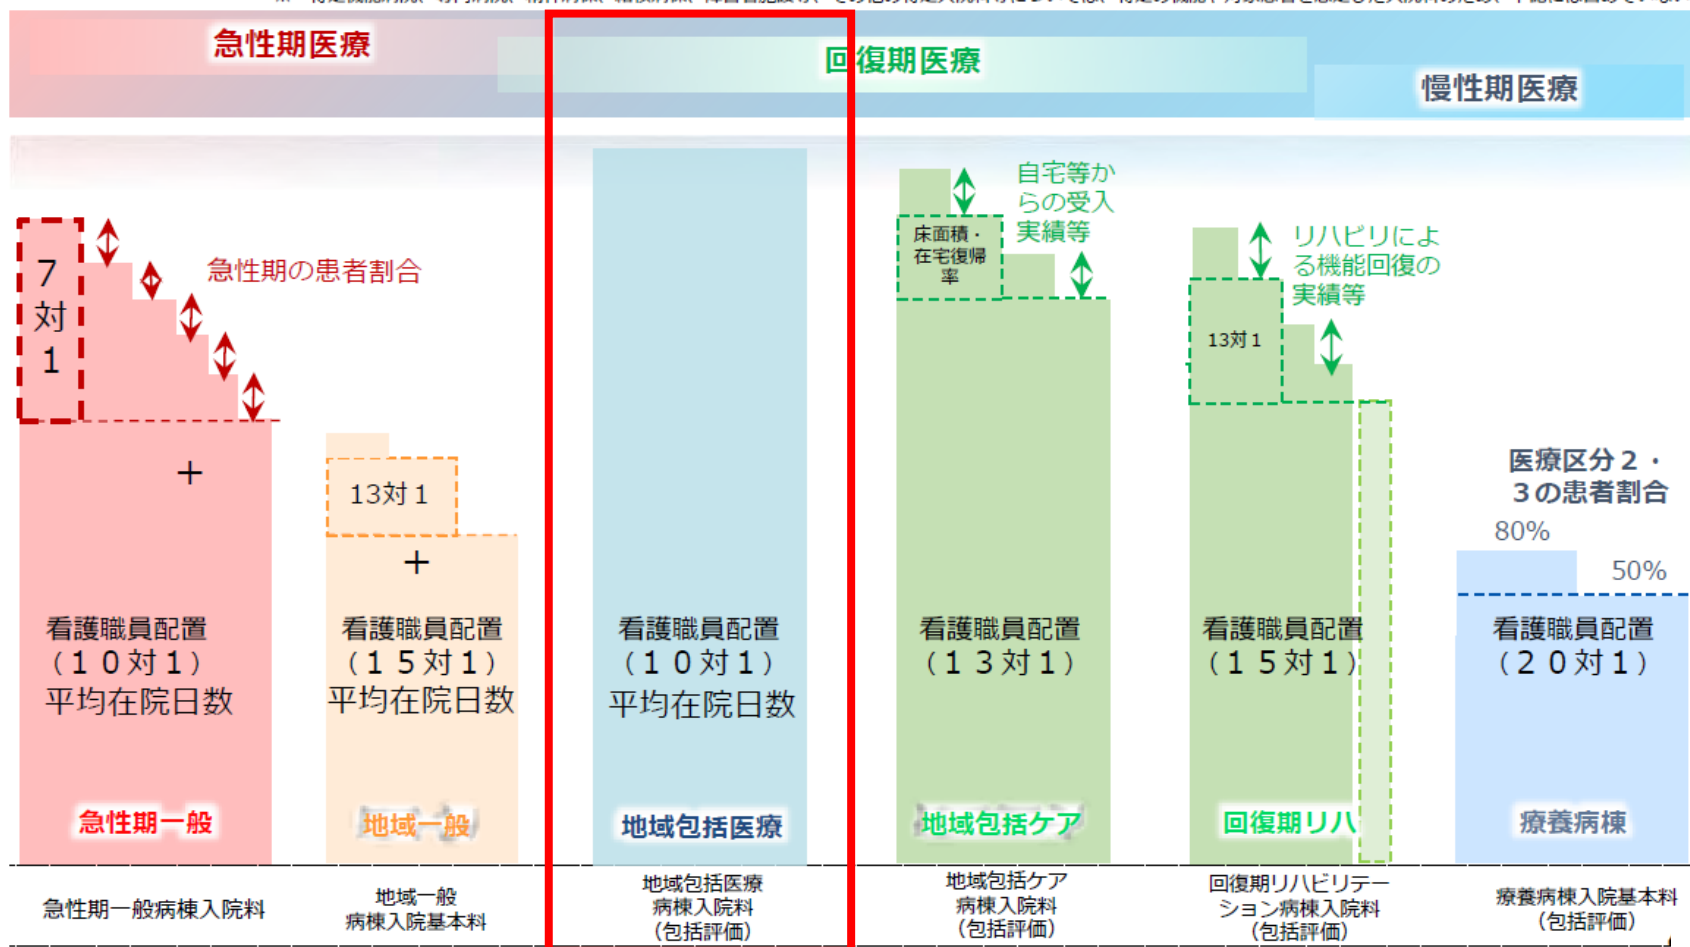 急性期医療
回復期医療
慢性期医療
7
対
1
急性期の患者割合
+
看護職員配置
(10対1)
平均在院日数
急性期一般
急性期一般病棟入院料
13対1
+
看護職員配置
(15対1)
平均在院日数
地域一般
地域一般
病棟入院基本料
看護職員配置
(10対1)
平均在院日数
地域包括医療
地域包括医療
病棟入院料
(包括評価)
自宅等か
らの受入
実績等
床面積・
在宅復帰
率
看護職員配置
(13対1)
地域包括ケア
地域包括ケア
病棟入院料
(包括評価)
リハビリによ
る機能回復の
実績等
13対1
看護職員配置
(15対1)
回復期リハ
回復期リハビリテー
ション病棟入院料
(包括評価)
医療区分2・
3の患者割合
80%
50%
看護職員配置
(20対1)
療養病棟
療養病棟入院基本料
(包括評価)